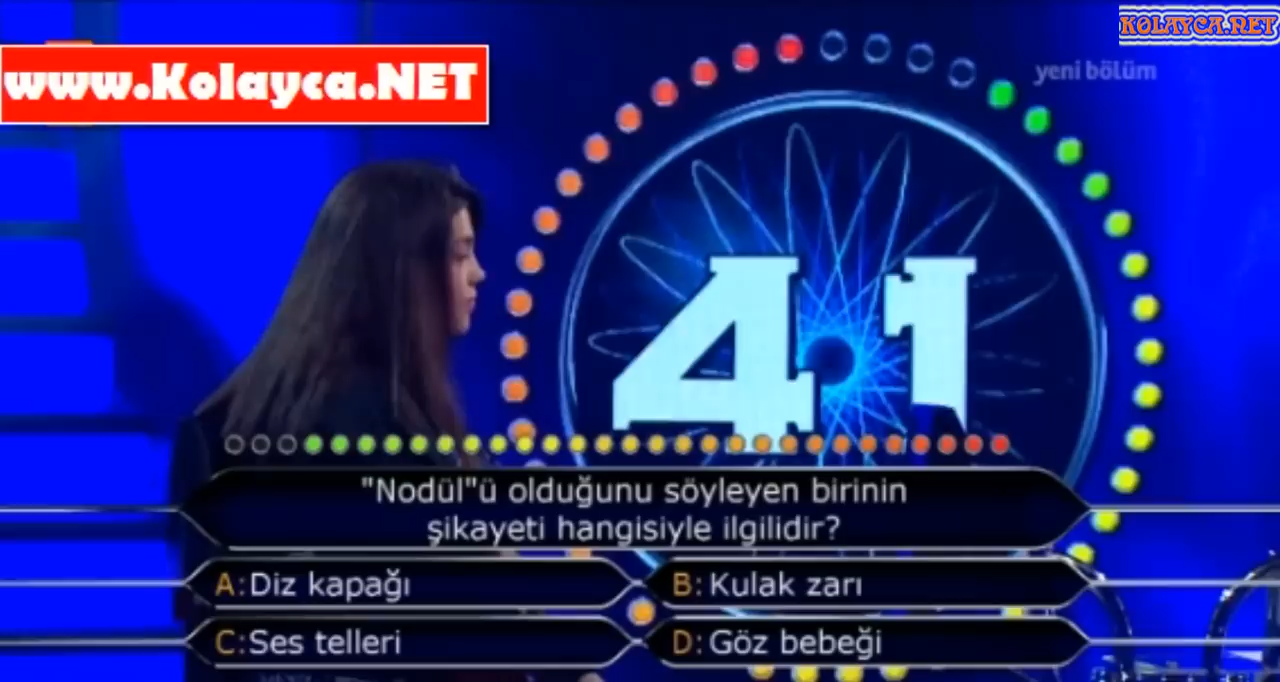 KOLAYCA.NET
www.Kolayca.NET
yeni bölüm
41
"Nodül"ü olduğunu söyleyen birinin
şikayeti hangisiyle ilgilidir?
A: Diz kapağı
B: Kulak zarı
C: Ses telleri
D: Göz bebeği